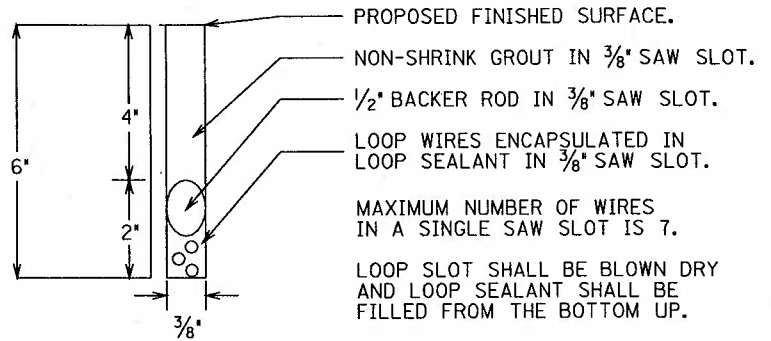 PROPOSED FINISHED SURFACE.
NON-SHRINK GROUT IN 3/8" SAW SLOT.
1/2" BACKER ROD IN 3/8" SAW SLOT.
LOOP WIRES ENCAPSULATED IN
LOOP SEALANT IN 3/8" SAW SLOT.
MAXIMUM NUMBER OF WIRES
IN A SINGLE SAW SLOT IS 7.
LOOP SLOT SHALL BE BLOWN DRY
AND LOOP SEALANT SHALL BE
FILLED FROM THE BOTTOM UP.
4"
6"
2"
3/8"